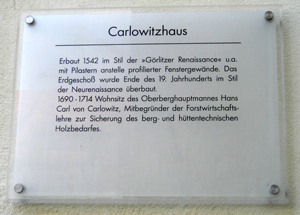 Carlowitzhaus
Erbaut 1542 im Stil der »Görlitzer Renaissance« u.a.
mit Pilastern anstelle profilierter Fenstergewände. Das
Erdgeschoß wurde Ende des 19. Jahrhunderts im Stil
der Neurenaissance überbaut.
1690-1714 Wohnsitz des Oberberghauptmannes Hans
Carl von Carlowitz, Mitbegründer der Forstwirtschafts-
lehre zur Sicherung des berg- und hüttentechnischen
Holzbedarfes.